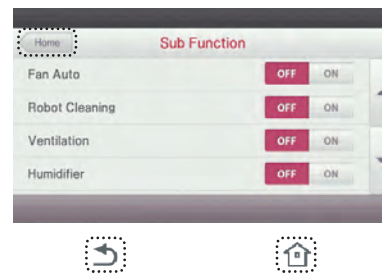 Home Sub Function
Fan Auto OFF ON
Robot Cleaning OFF ON
Ventilation OFF ON
Humidifier OFF ON